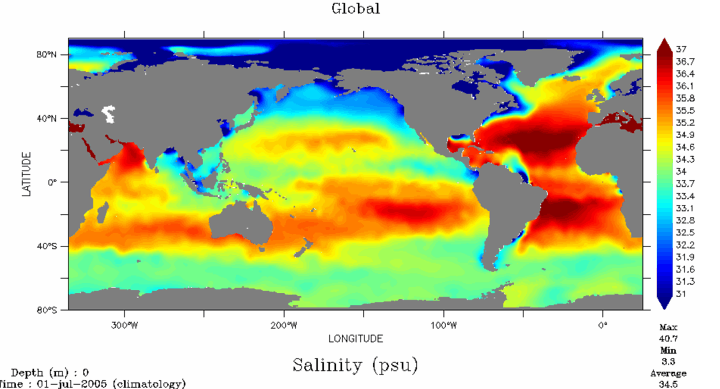 Global
80°N
40°N
0°
40°S
80°S
LATITUDE
300°W
200°W
100°W
0°
LONGITUDE
37
36.7
36.4
36.1
35.8
35.5
35.2
34.9
34.6
34.3
34
33.7
33.4
33.1
32.8
32.5
32.2
31.9
31.6
31.3
31
Max
40.7
Min
3.3
Average
34.5
Salinity (psu)
Depth (m) : 0
Time : 01-jul-2005 (climatology)